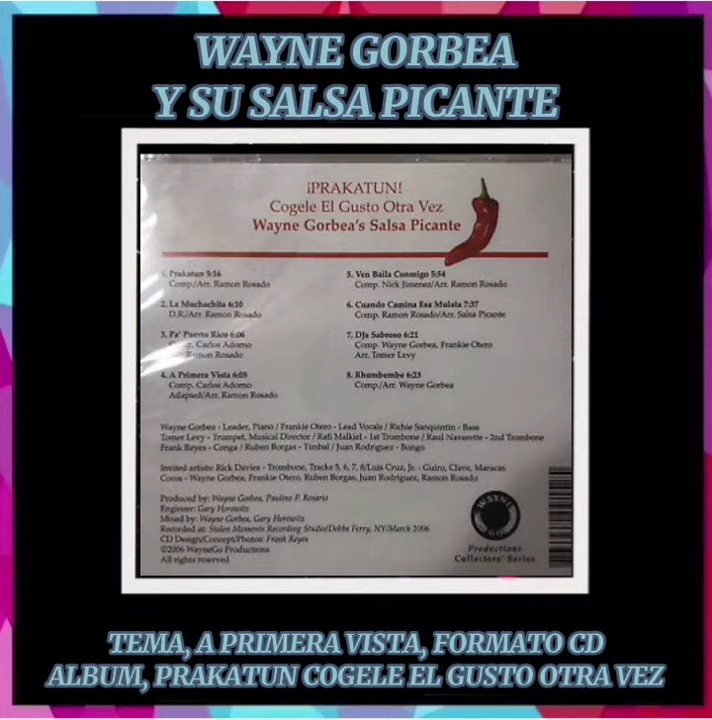 WAYNE GORBEA
Y SU SALSA PICANTE
¡PRAKATUN!
Cogele El Gusto Otra Vez
Wayne Gorbea's Salsa Picante
1. Prakatun 5:16
Comp./Arr. Ramon Rosado
2. La Muchachita 6:10
D.R./Arr. Ramon Rosado
3. Pa' Puerto Rico 6:06
Comp. Carlos Adorno
Arr. Ramon Rosado
4. A Primera Vista 6:05
Comp. Carlos Adorno
Adapted/Arr. Ramon Rosado
5. Ven Baila Conmigo 5:54
Comp. Nick Jimenez/Arr. Ramon Rosado
6. Cuando Camina Esa Mulata 7:37
Comp. Ramon Rosado/Arr. Salsa Picante
7. DJs Sabroso 6:21
Comp. Wayne Gorbea, Frankie Otero
Arr. Tomer Levy
8. Rhumbembe 6:23
Comp./Arr. Wayne Gorbea
Wayne Gorbea - Leader, Piano / Frankie Otero - Lead Vocals / Richie Sanquintin - Bass
Tomer Levy - Trumpet, Musical Director / Rafi Malkiel - 1st Trombone / Raul Navarette - 2nd Trombone
Frank Reyes - Conga / Ruben Borgas - Timbal / Juan Rodriguez - Bongo
Invited artists: Rick Davies - Trombone, Tracks 5, 6, 7, 8/Luis Cruz, Jr. - Guiro, Clave, Maracas
Coros - Wayne Gorbea, Frankie Otero, Ruben Borgas, Juan Rodriguez, Ramon Rosado
Produced by: Wayne Gorbea, Paulino P. Rosario
Engineer: Gary Horowitz
Mixed by: Wayne Gorbea, Gary Horowitz
Recorded at: Stolen Moments Recording Studio/Dobbs Ferry, NY/March 2006
CD Design/Concept/Photos: Frank Reyes
©2006 WayneGo Productions
All rights reserved
WAYNE
GO
Productions
Collectors' Series
TEMA, A PRIMERA VISTA, FORMATO CD
ALBUM, PRAKATUN COGELE EL GUSTO OTRA VEZ